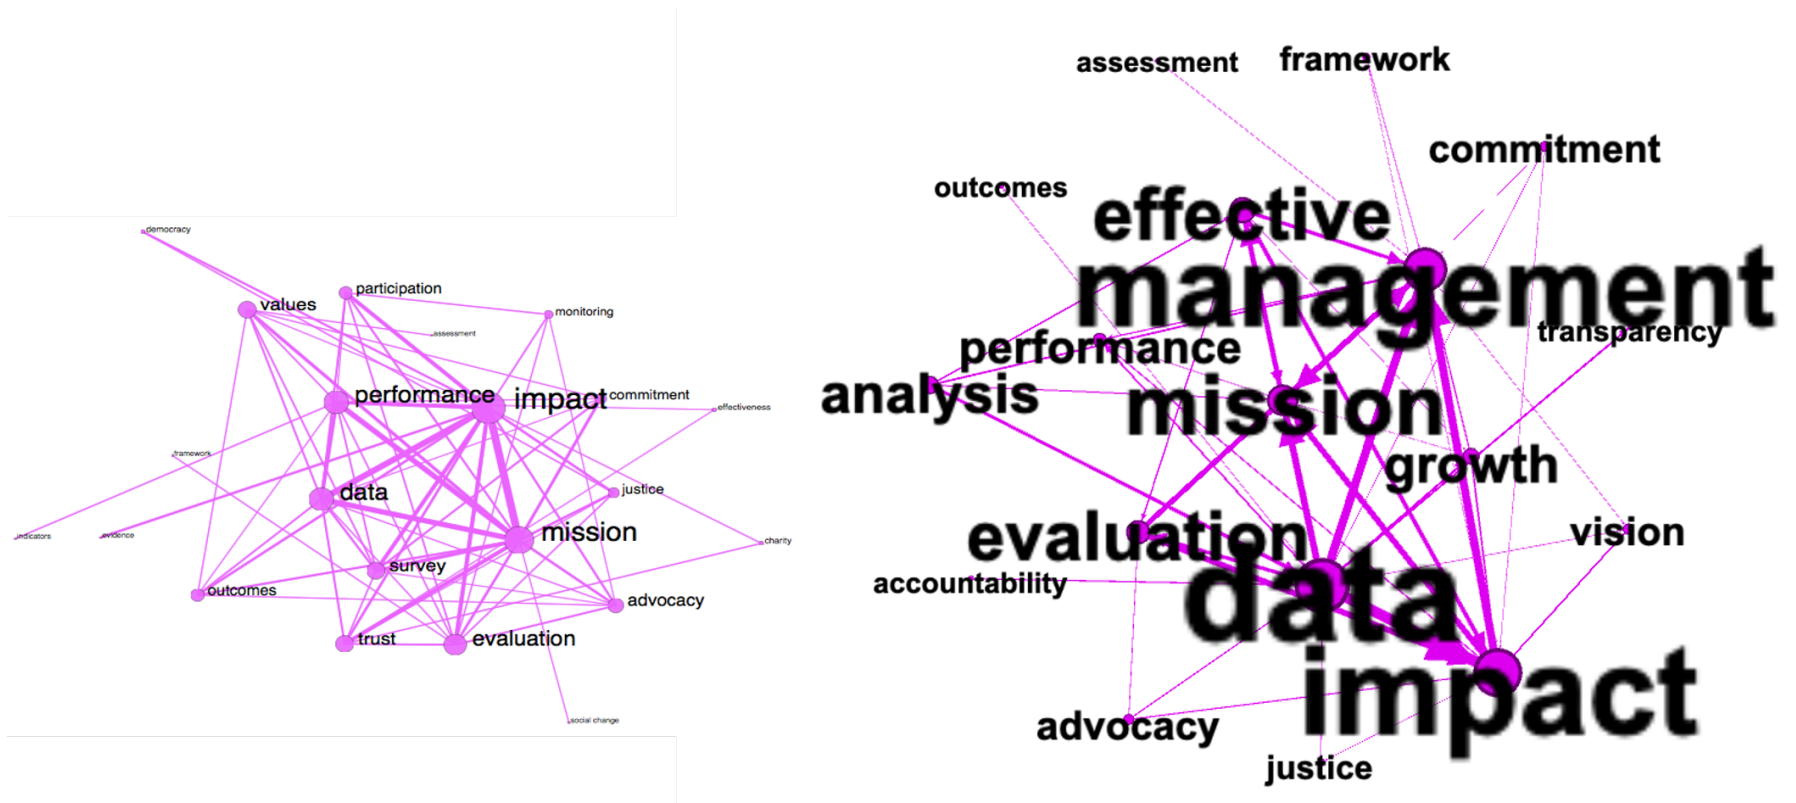 democracy
participation
values
monitoring
assessment
performance
impact
commitment
effectiveness
framework
data
justice
indicators
evidence
mission
charity
survey
outcomes
advocacy
trust
evaluation
social change
assessment
framework
commitment
outcomes
effective
management
transparency
performance
analysis
mission
growth
evaluation
vision
accountability
data
impact
advocacy
justice